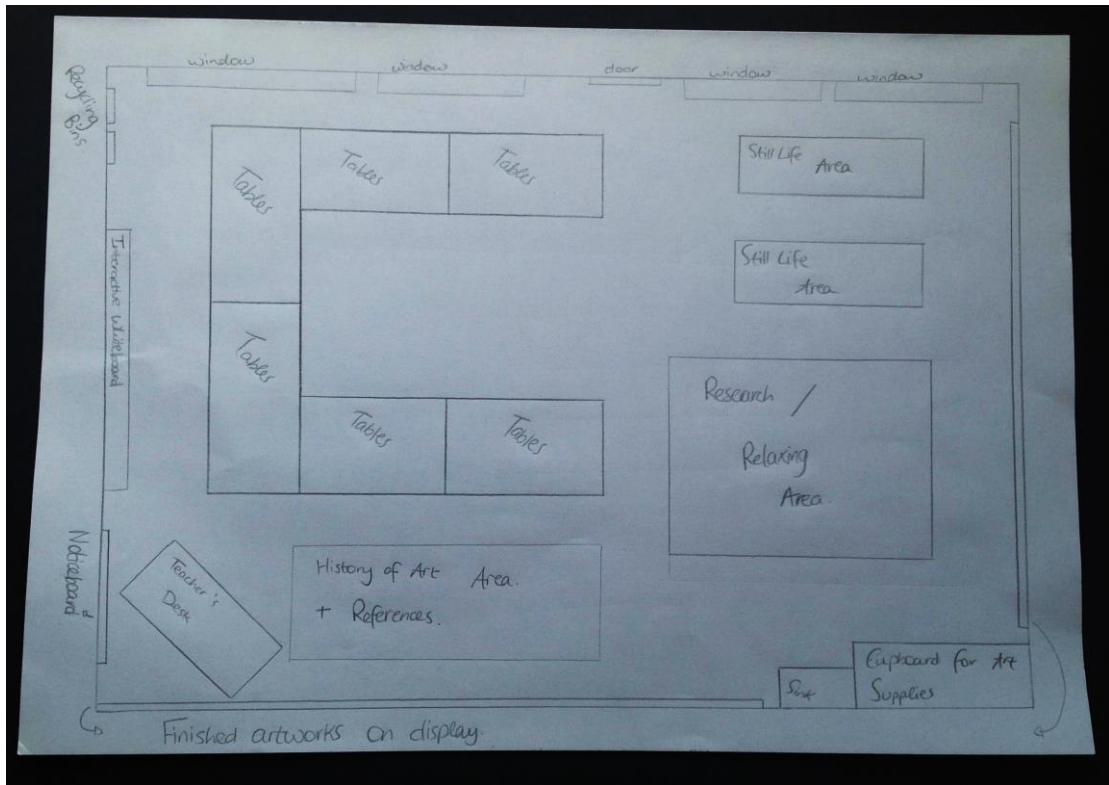 window
window
door
window
window
Recycling
Bins
Tables
Tables
Tables
Still Life
Area
Interactive Whiteboard
Still Life
Area
Tables
Research /
Relaxing
Area.
Tables
Tables
Noticeboard
Teacher's
Desk
History of Art Area.
+ References.
Cupboard for Art
Supplies
Sink
Finished artworks on display.